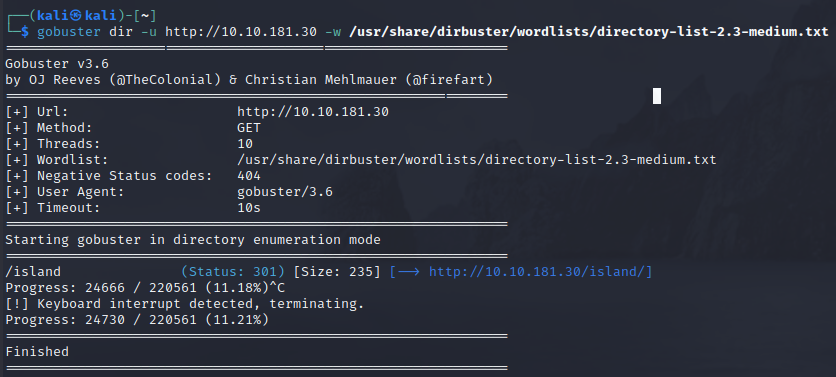 ┌──(kali㉿kali)-[~]
└─$ gobuster dir -u http://10.10.181.30 -w /usr/share/dirbuster/wordlists/directory-list-2.3-medium.txt
===============================================================
Gobuster v3.6
by OJ Reeves (@TheColonial) & Christian Mehlmauer (@firefart)
===============================================================
[+] Url:                     http://10.10.181.30
[+] Method:                  GET
[+] Threads:                 10
[+] Wordlist:                /usr/share/dirbuster/wordlists/directory-list-2.3-medium.txt
[+] Negative Status codes:   404
[+] User Agent:              gobuster/3.6
[+] Timeout:                 10s
===============================================================
Starting gobuster in directory enumeration mode
===============================================================
/island               (Status: 301) [Size: 235] [--> http://10.10.181.30/island/]
Progress: 24666 / 220561 (11.18%)^C
[!] Keyboard interrupt detected, terminating.
Progress: 24730 / 220561 (11.21%)
===============================================================
Finished
===============================================================